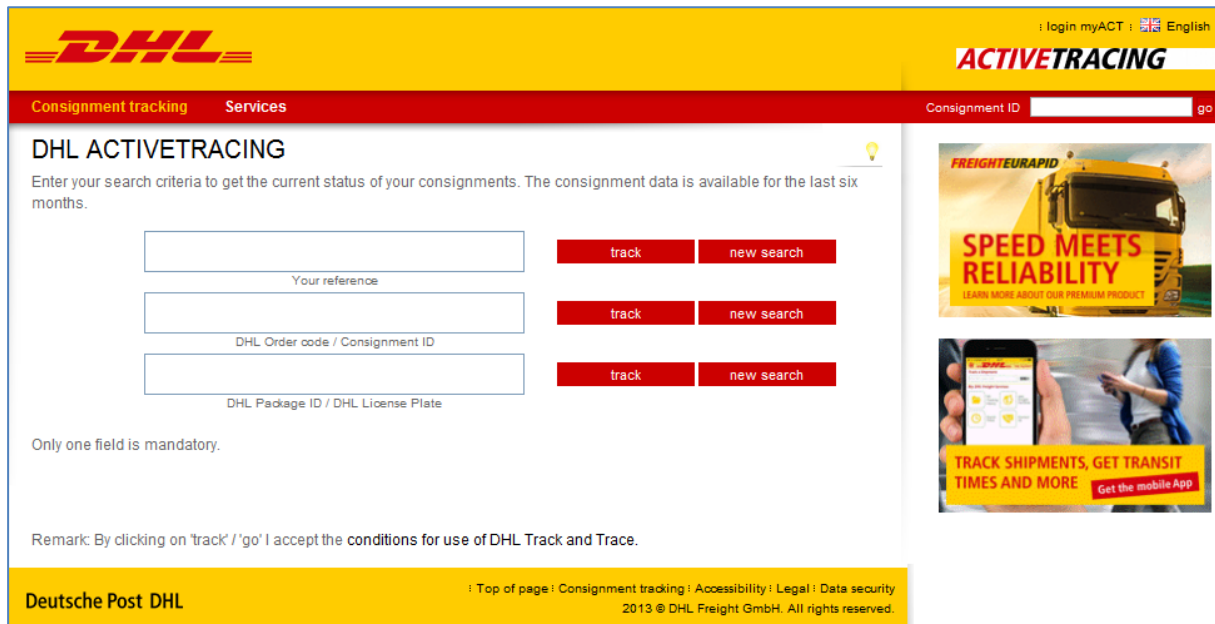 DHL
: login myACT : English
ACTIVETRACING
Consignment tracking Services
Consignment ID go
DHL ACTIVETRACING
Enter your search criteria to get the current status of your consignments. The consignment data is available for the last six
months.
track new search
Your reference
track new search
DHL Order code / Consignment ID
track new search
DHL Package ID / DHL License Plate
Only one field is mandatory.
Remark: By clicking on 'track' / 'go' I accept the conditions for use of DHL Track and Trace.
FREIGHTEURAPID
SPEED MEETS
RELIABILITY
LEARN MORE ABOUT OUR PREMIUM PRODUCT
DHL
TRACK SHIPMENTS, GET TRANSIT
TIMES AND MORE Get the mobile App
Deutsche Post DHL
: Top of page : Consignment tracking : Accessibility : Legal : Data security
2013 © DHL Freight GmbH. All rights reserved.